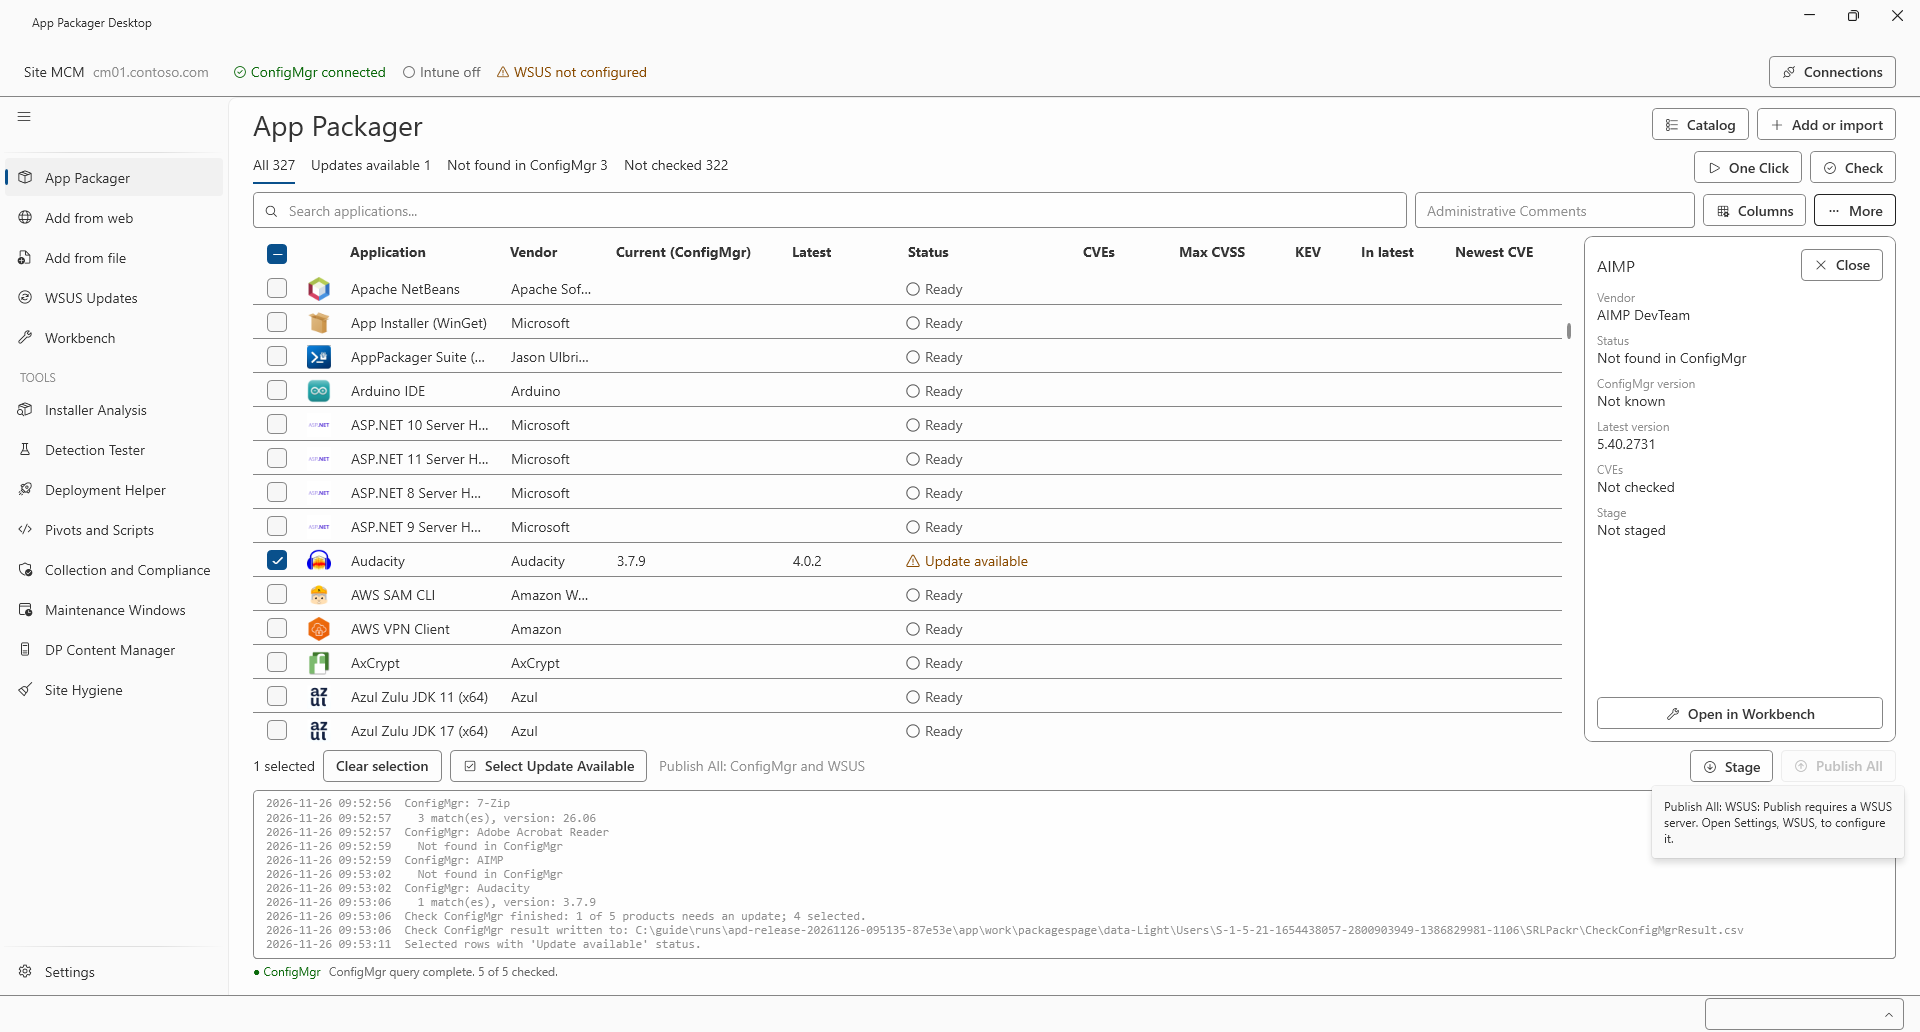 App Packager Desktop
Site MCM cm01.contoso.com ConfigMgr connected Intune off WSUS not configured Connections
App Packager
Add from web
Add from file
WSUS Updates
Workbench
TOOLS
Installer Analysis
Detection Tester
Deployment Helper
Pivots and Scripts
Collection and Compliance
Maintenance Windows
DP Content Manager
Site Hygiene
Settings
App Packager
Catalog Add or import
All 327 Updates available 1 Not found in ConfigMgr 3 Not checked 322
One Click Check
Search applications... Administrative Comments Columns More
Application Vendor Current (ConfigMgr) Latest Status CVEs Max CVSS KEV In latest Newest CVE
Apache NetBeans Apache Sof... Ready
App Installer (WinGet) Microsoft Ready
AppPackager Suite (... Jason Ulbri... Ready
Arduino IDE Arduino Ready
ASP.NET ASP.NET 10 Server H... Microsoft Ready
ASP.NET ASP.NET 11 Server H... Microsoft Ready
ASP.NET ASP.NET 8 Server H... Microsoft Ready
ASP.NET ASP.NET 9 Server H... Microsoft Ready
Audacity Audacity 3.7.9 4.0.2 Update available
AWS SAM CLI Amazon W... Ready
AWS VPN Client Amazon Ready
AxCrypt AxCrypt Ready
azul Azul Zulu JDK 11 (x64) Azul Ready
azul Azul Zulu JDK 17 (x64) Azul Ready
AIMP Close
Vendor
AIMP DevTeam
Status
Not found in ConfigMgr
ConfigMgr version
Not known
Latest version
5.40.2731
CVEs
Not checked
Stage
Not staged
Open in Workbench
1 selected Clear selection Select Update Available Publish All: ConfigMgr and WSUS Stage Publish All
Publish All: WSUS: Publish requires a WSUS
server. Open Settings, WSUS, to configure
it.
2026-11-26 09:52:56 ConfigMgr: 7-Zip
2026-11-26 09:52:57 3 match(es), version: 26.06
2026-11-26 09:52:57 ConfigMgr: Adobe Acrobat Reader
2026-11-26 09:52:59 Not found in ConfigMgr
2026-11-26 09:52:59 ConfigMgr: AIMP
2026-11-26 09:53:02 Not found in ConfigMgr
2026-11-26 09:53:02 ConfigMgr: Audacity
2026-11-26 09:53:06 1 match(es), version: 3.7.9
2026-11-26 09:53:06 Check ConfigMgr finished: 1 of 5 products needs an update; 4 selected.
2026-11-26 09:53:06 Check ConfigMgr result written to: C:\guide\runs\apd-release-20261126-095135-87e53e\app\work\packagespage\data-Light\Users\S-1-5-21-1654438057-2800903949-1386829981-1106\SRLPackr\CheckConfigMgrResult.csv
2026-11-26 09:53:11 Selected rows with 'Update available' status.
ConfigMgr ConfigMgr query complete. 5 of 5 checked.